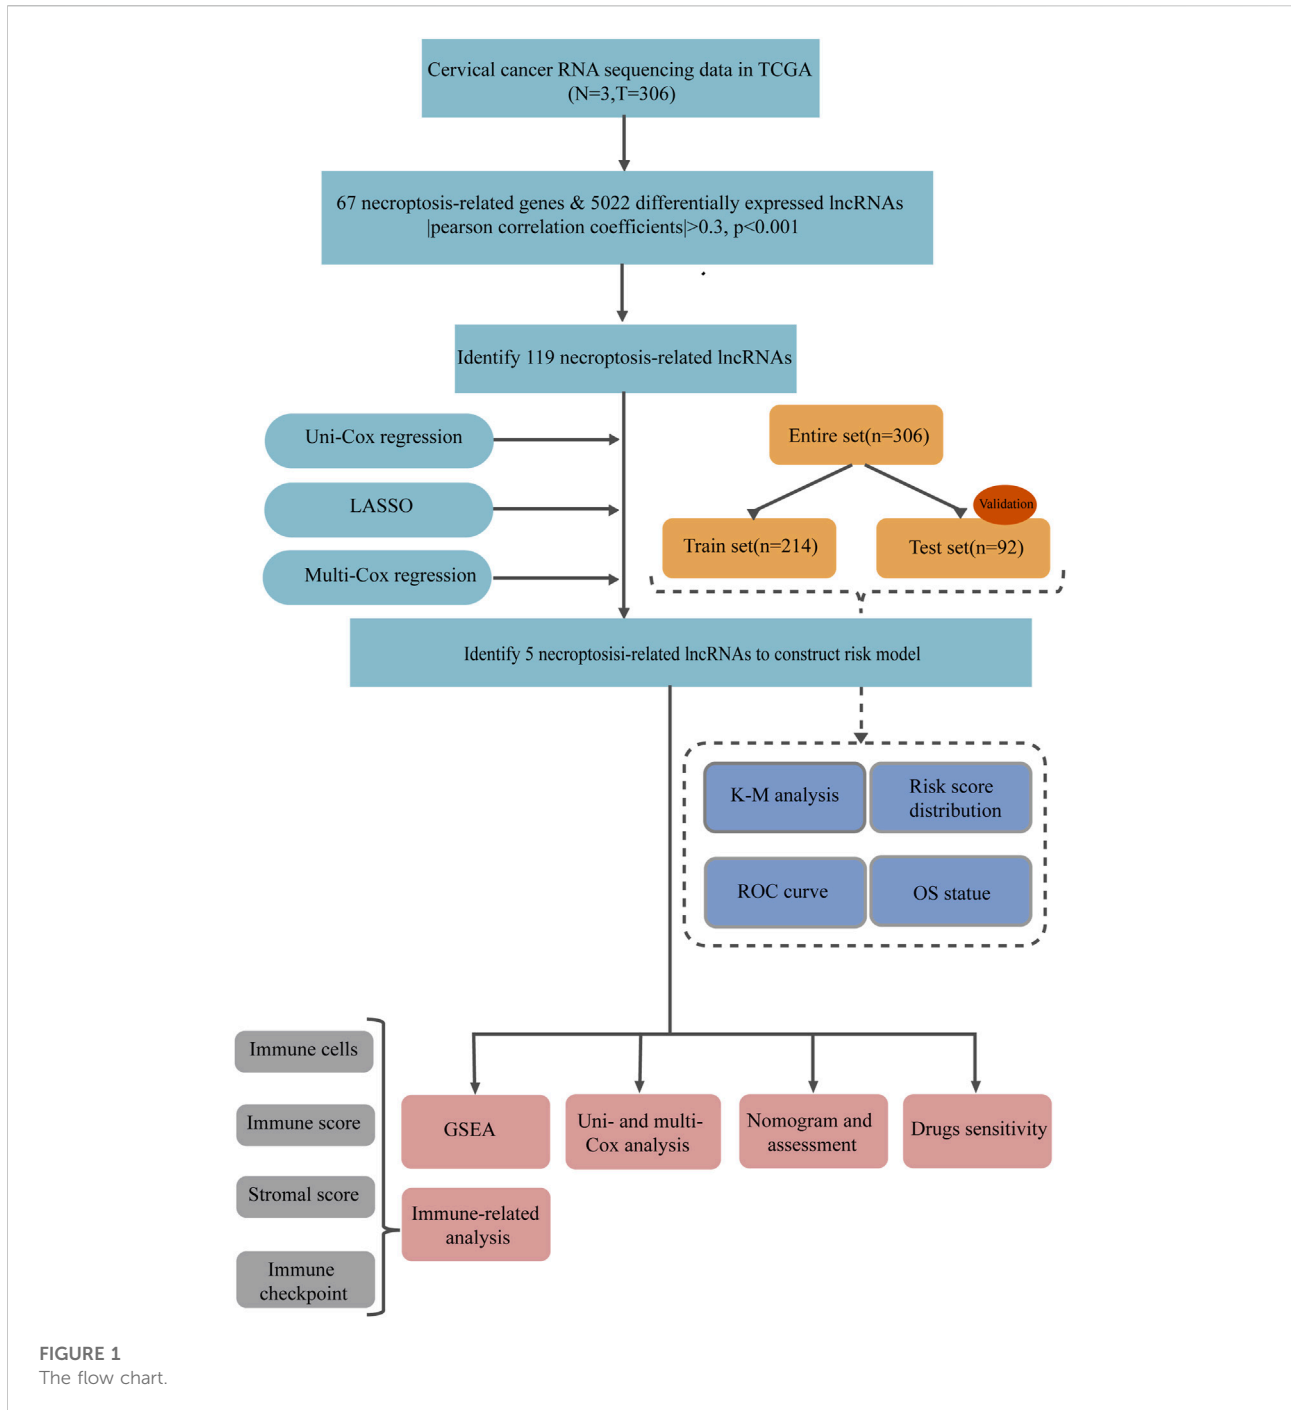 Cervical cancer RNA sequencing data in TCGA
(N=3,T=306)
67 necroptosis-related genes & 5022 differentially expressed lncRNAs
|pearson correlation coefficients|>0.3, p<0.001
Identify 119 necroptosis-related lncRNAs
Uni-Cox regression
LASSO
Multi-Cox regression
Entire set(n=306)
Validation
Train set(n=214)
Test set(n=92)
Identify 5 necroptosisi-related lncRNAs to construct risk model
K-M analysis
Risk score
distribution
ROC curve
OS statue
Immune cells
Immune score
Stromal score
Immune
checkpoint
GSEA
Uni- and multi-
Cox analysis
Nomogram and
assessment
Drugs sensitivity
Immune-related
analysis
FIGURE 1
The flow chart.